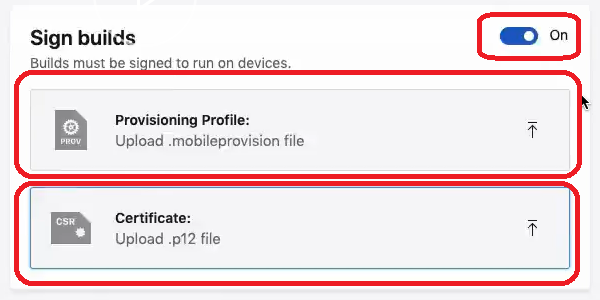 Sign builds
On
Builds must be signed to run on devices.
Provisioning Profile:
PROV
Upload .mobileprovision file
Certificate:
CSR
Upload .p12 file